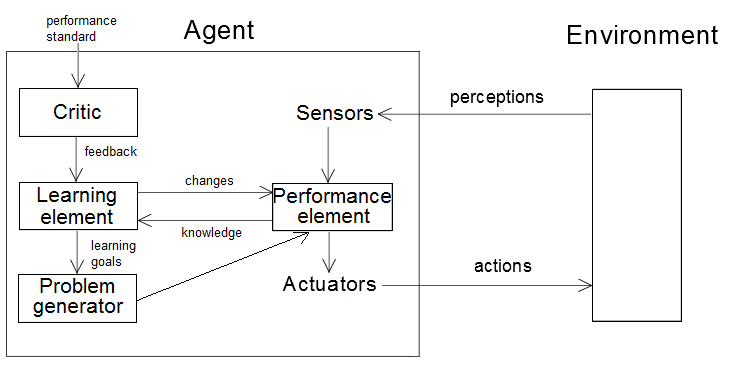 performance
standard
Agent
Environment
Critic
Sensors
perceptions
feedback
Learning
element
changes
Performance
element
knowledge
learning
goals
Problem
generator
Actuators
actions